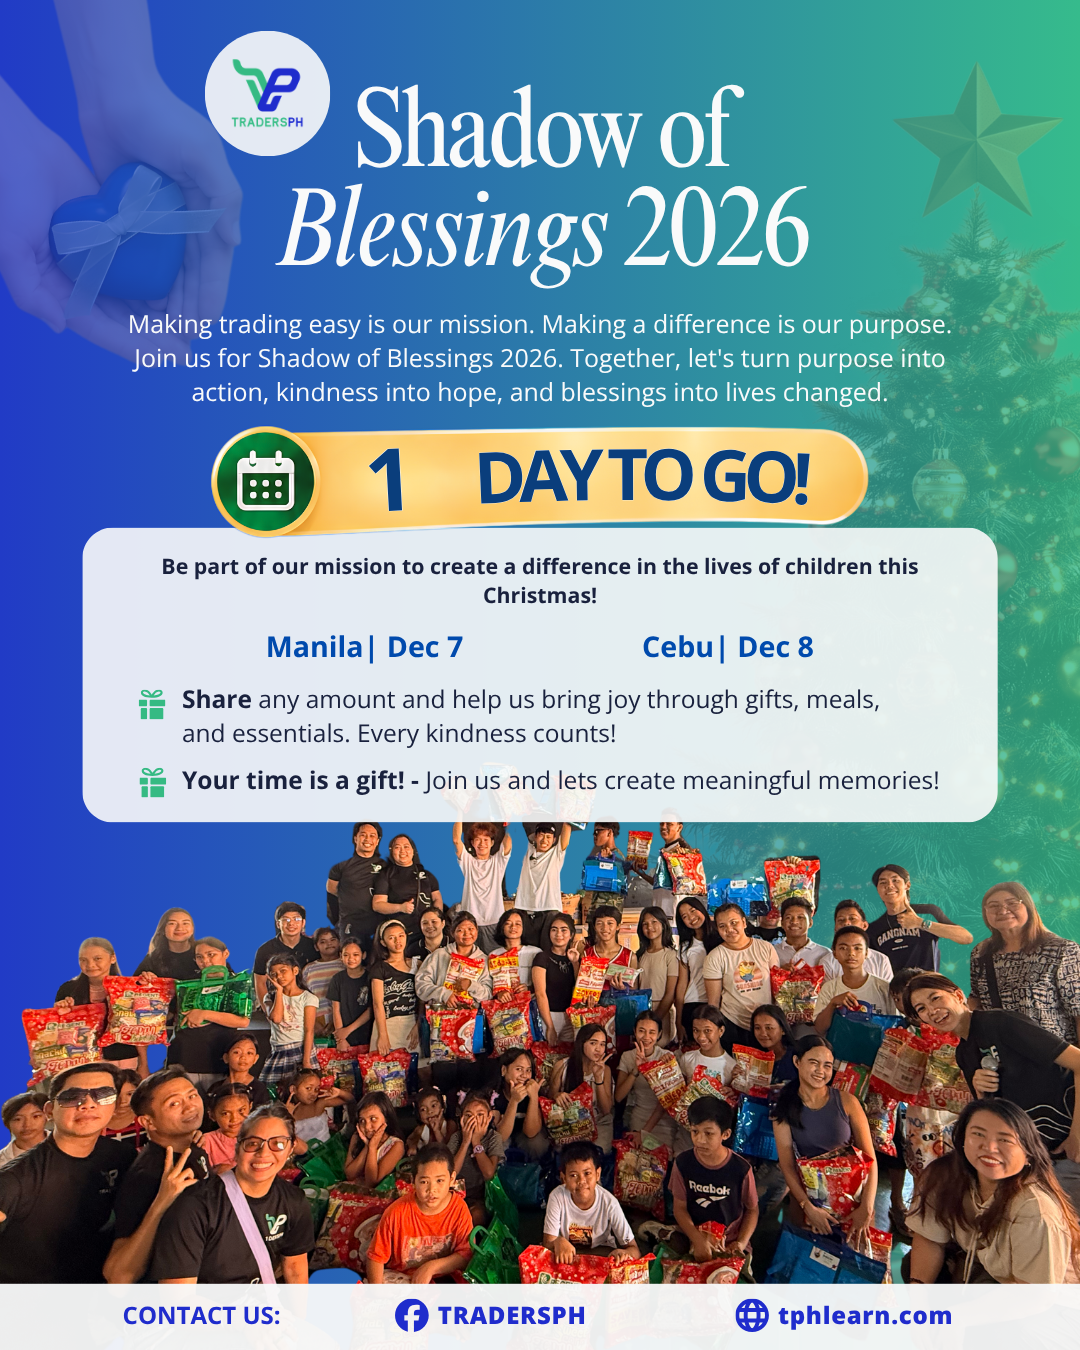 TRADERSPH
Shadow of
Blessings 2026
Making trading easy is our mission. Making a difference is our purpose.
Join us for Shadow of Blessings 2026. Together, let's turn purpose into
action, kindness into hope, and blessings into lives changed.
1 DAY TO GO!
Be part of our mission to create a difference in the lives of children this
Christmas!
Manila| Dec 7
Cebu| Dec 8
Share any amount and help us bring joy through gifts, meals,
and essentials. Every kindness counts!
Your time is a gift! - Join us and lets create meaningful memories!
GANGNAM
Reebok
CONTACT US:
TRADERSPH
tphlearn.com